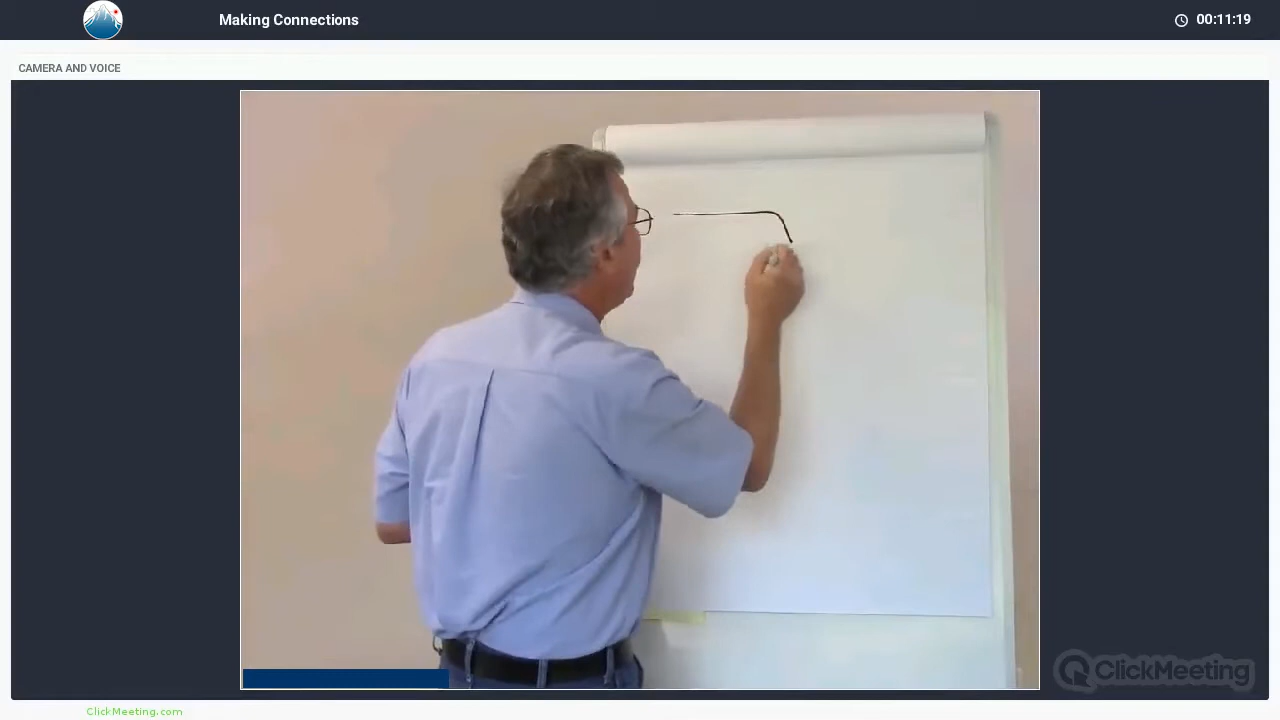 Making Connections
00:11:19
CAMERA AND VOICE
ClickMeeting
ClickMeeting.com